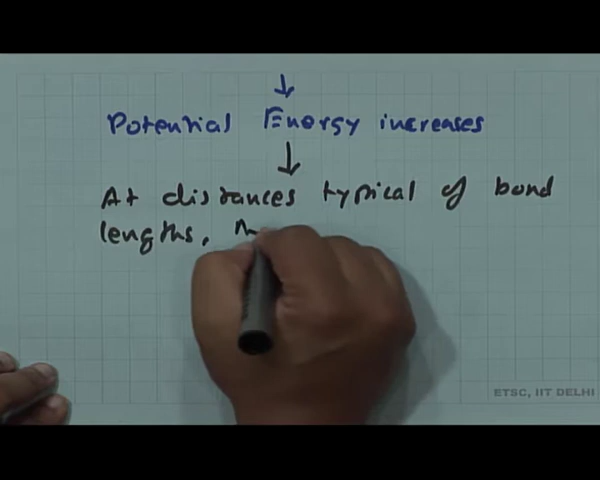 Potential Energy increases
At distances typical of bond
lengths,
ETSC, IIT DELHI